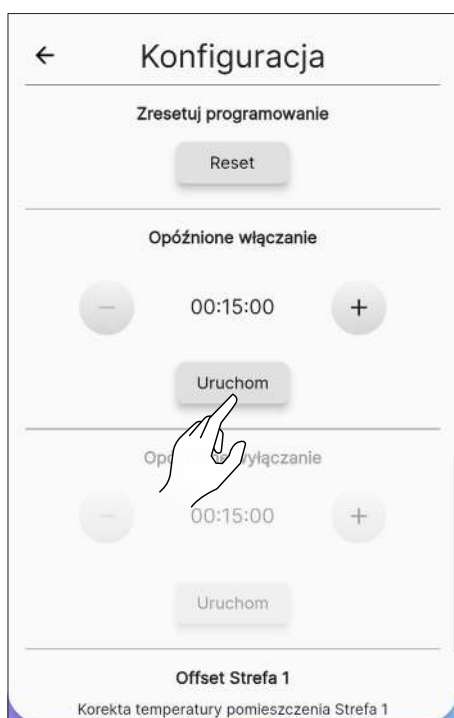 Konfiguracja
Zresetuj programowanie
Reset
Opóźnione włączanie
− 00:15:00 +
Uruchom
wyłączanie
− 00:15:00 +
Uruchom
Offset Strefa 1
Korekta temperatury pomieszczenia Strefa 1